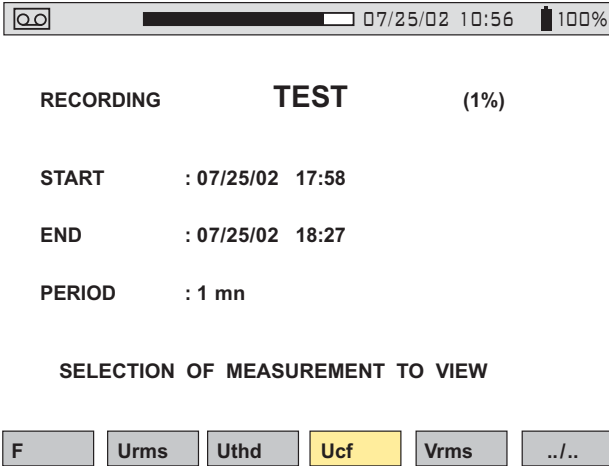 07/25/02 10:56 100%
RECORDING TEST (1%)
START : 07/25/02 17:58
END : 07/25/02 18:27
PERIOD : 1 mn
SELECTION OF MEASUREMENT TO VIEW
F Urms Uthd Ucf Vrms ../..